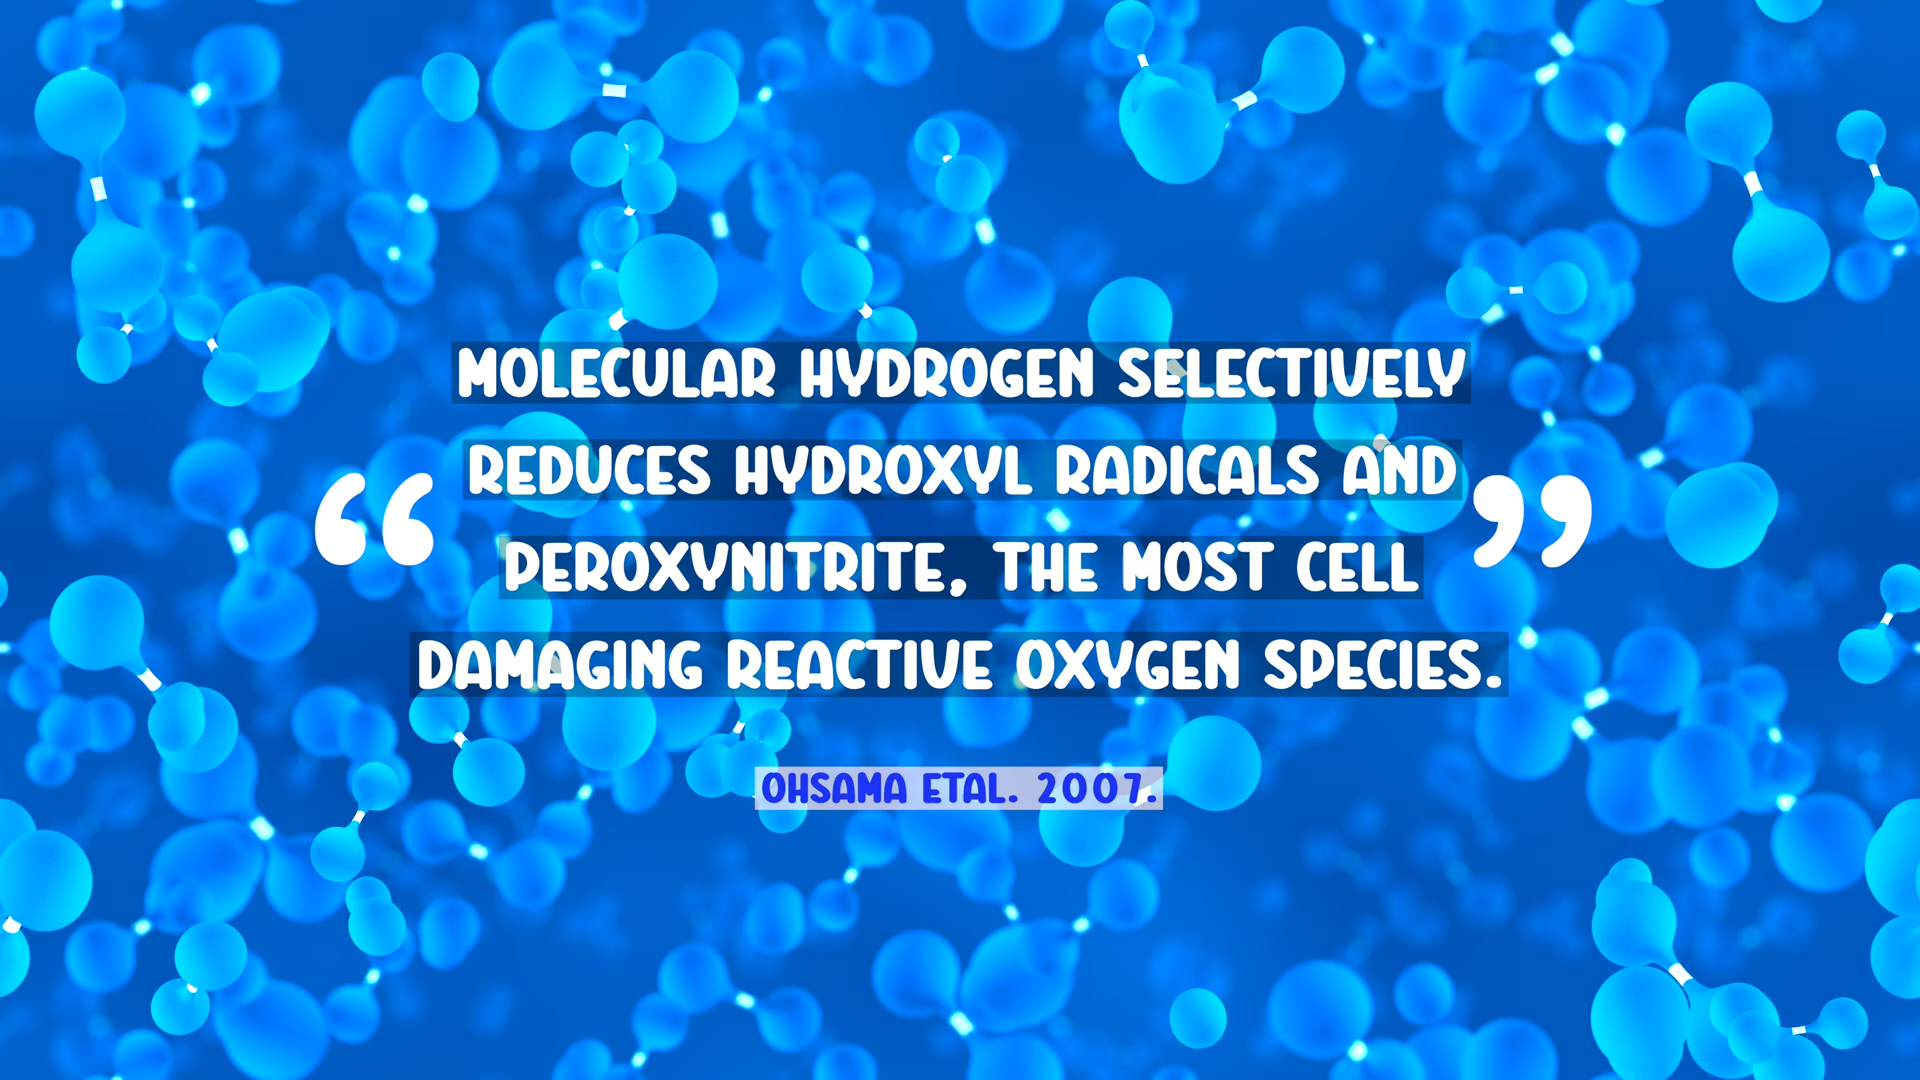 MOLECULAR HYDROGEN SELECTIVELY
REDUCES HYDROXYL RADICALS AND
“ PEROXYNITRITE, THE MOST CELL ”
DAMAGING REACTIVE OXYGEN SPECIES.
OHSAMA ETAL. 2007.